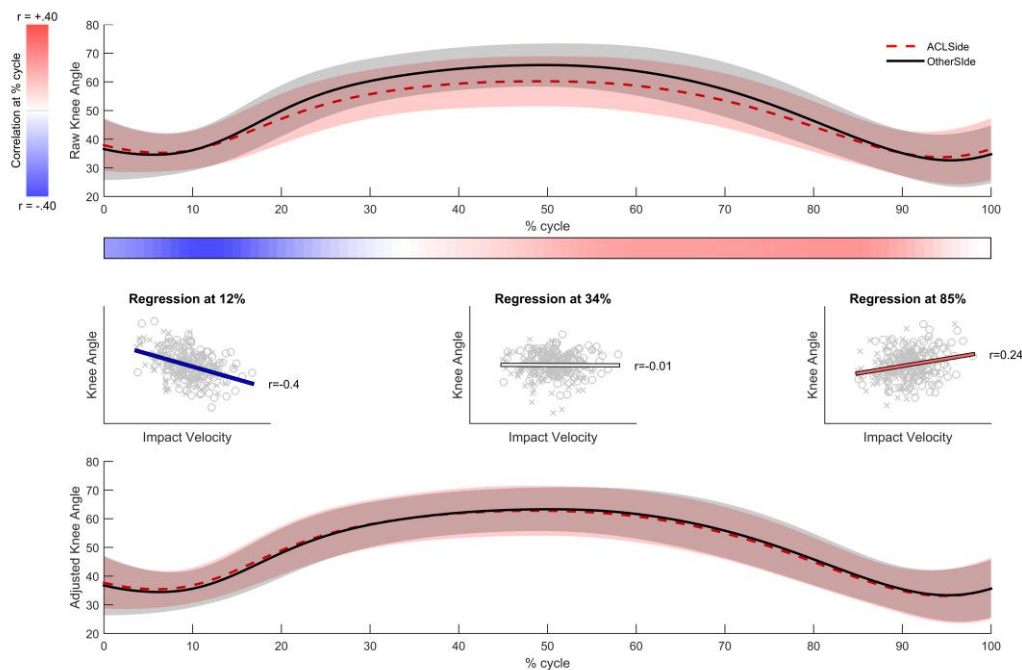 r = +.40
Correlation at % cycle
r = -.40
Raw Knee Angle
80
70
60
50
40
30
20
ACLSide
OtherSIde
0 10 20 30 40 50 60 70 80 90 100
% cycle
Regression at 12%
Knee Angle
r=-0.4
Impact Velocity
Regression at 34%
Knee Angle
r=-0.01
Impact Velocity
Regression at 85%
Knee Angle
r=0.24
Impact Velocity
Adjusted Knee Angle
80
70
60
50
40
30
20
0 10 20 30 40 50 60 70 80 90 100
% cycle